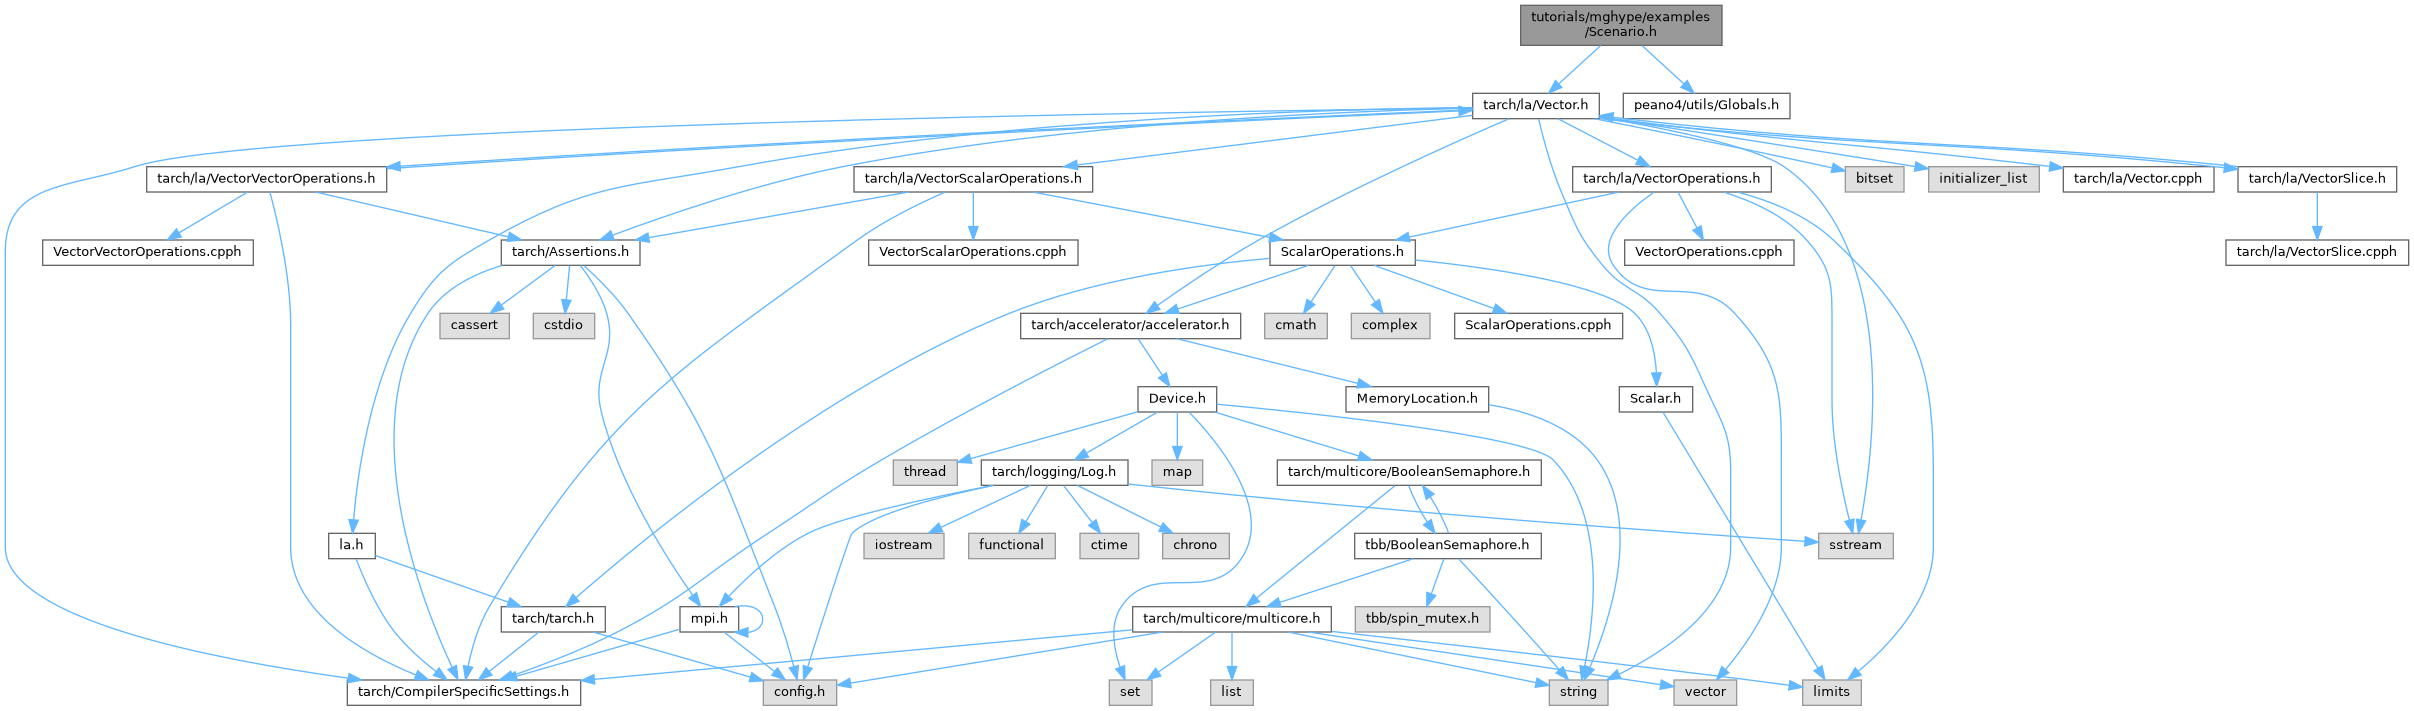 tutorials/mghype/examples
/Scenario.h
tarch/la/Vector.h
peano4/utils/Globals.h
tarch/la/VectorVectorOperations.h
tarch/la/VectorScalarOperations.h
tarch/la/VectorOperations.h
bitset
initializer_list
tarch/la/Vector.cpph
tarch/la/VectorSlice.h
VectorVectorOperations.cpph
tarch/Assertions.h
VectorScalarOperations.cpph
ScalarOperations.h
VectorOperations.cpph
tarch/la/VectorSlice.cpph
cassert
cstdio
tarch/accelerator/accelerator.h
cmath
complex
ScalarOperations.cpph
Device.h
MemoryLocation.h
Scalar.h
thread
tarch/logging/Log.h
map
tarch/multicore/BooleanSemaphore.h
la.h
iostream
functional
ctime
chrono
tbb/BooleanSemaphore.h
sstream
tarch/tarch.h
mpi.h
tarch/multicore/multicore.h
tbb/spin_mutex.h
tarch/CompilerSpecificSettings.h
config.h
set
list
string
vector
limits